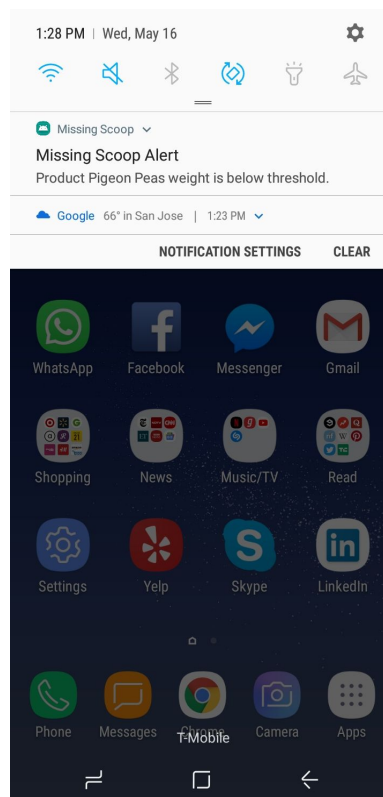 1:28 PM | Wed, May 16
Missing Scoop
Missing Scoop Alert
Product Pigeon Peas weight is below threshold.
Google 66° in San Jose | 1:23 PM
NOTIFICATION SETTINGS CLEAR
WhatsApp Facebook Messenger Gmail
Shopping News Music/TV Read
Settings Yelp Skype LinkedIn
Phone Messages Chrome Camera Apps
T-Mobile